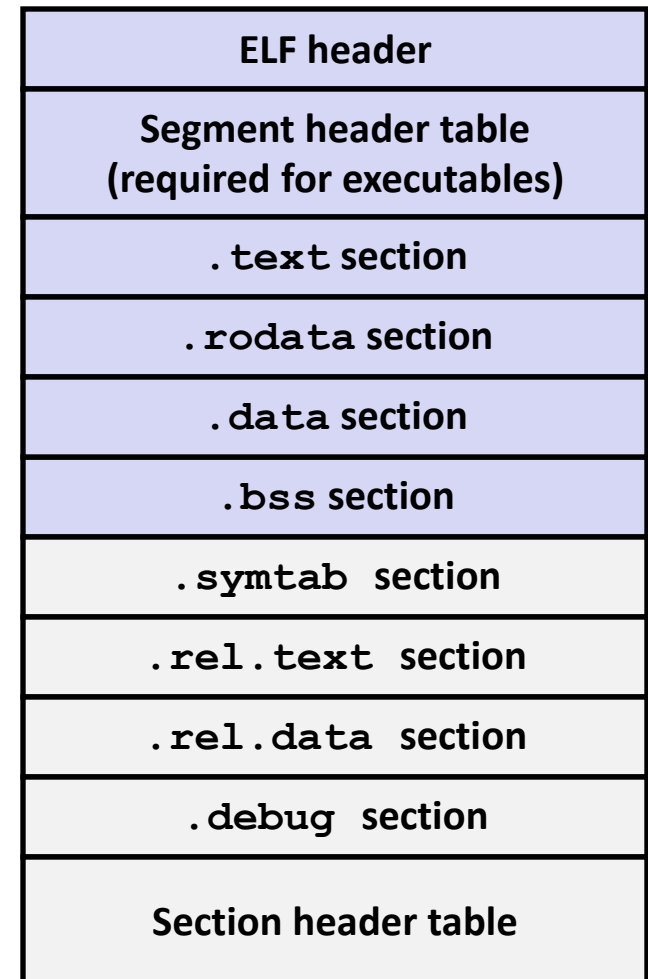 ELF header
Segment header table
(required for executables)
.text section
.rodata section
.data section
.bss section
.symtab section
.rel.text section
.rel.data section
.debug section
Section header table